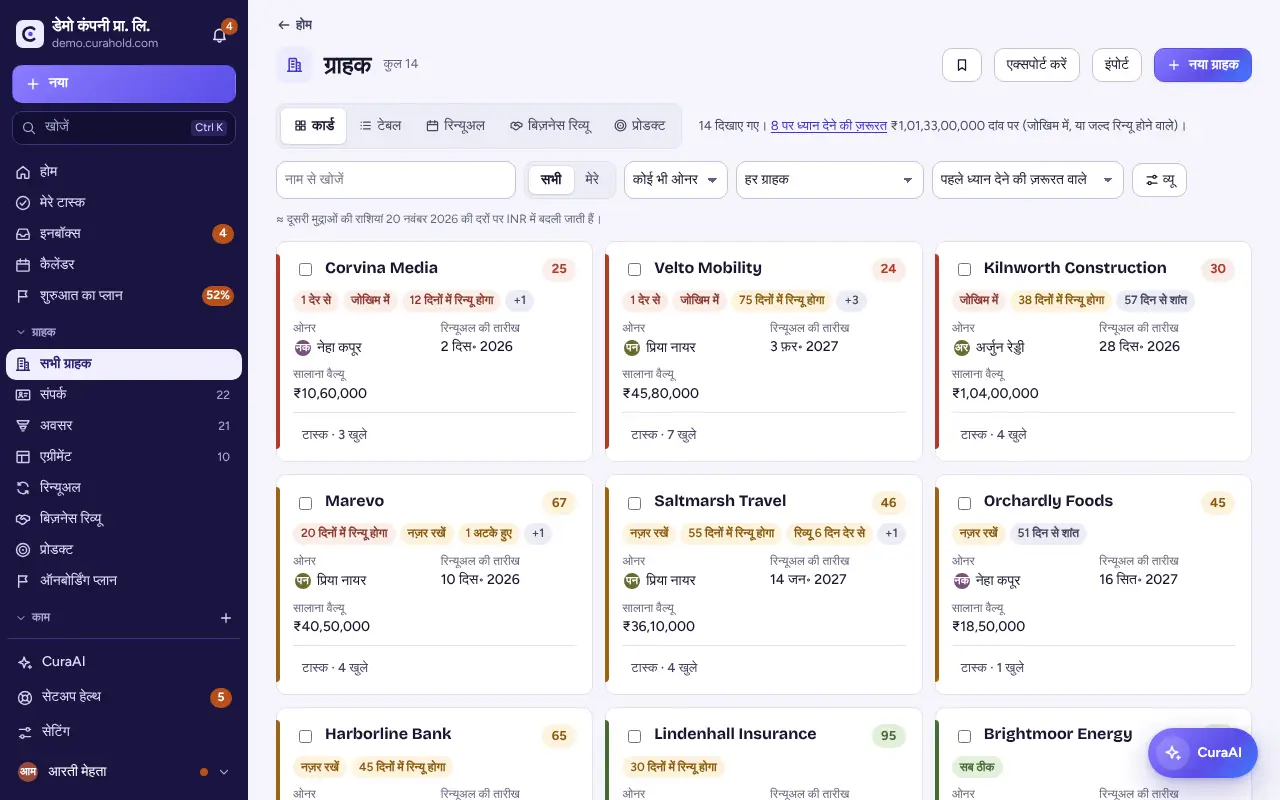 डेमो कंपनी प्रा. लि.
demo.curahold.com
4
+ नया
खोजें Ctrl K
होम
मेरे टास्क
इनबॉक्स 4
कैलेंडर
शुरुआत का प्लान 52%
ग्राहक
सभी ग्राहक
संपर्क 22
अवसर 21
एग्रीमेंट 10
रिन्यूअल
बिज़नेस रिव्यू
प्रोडक्ट
ऑनबोर्डिंग प्लान
काम +
CuraAI
सेटअप हेल्थ 5
सेटिंग
आम आरती मेहता
← होम
ग्राहक कुल 14
एक्सपोर्ट करें इंपोर्ट + नया ग्राहक
कार्ड टेबल रिन्यूअल बिज़नेस रिव्यू प्रोडक्ट
14 दिखाए गए। 8 पर ध्यान देने की ज़रूरत ₹1,01,33,00,000 दांव पर (जोखिम में, या जल्द रिन्यू होने वाले)।
नाम से खोजें सभी मेरे कोई भी ओनर हर ग्राहक पहले ध्यान देने की ज़रूरत वाले व्यू
≈ दूसरी मुद्राओं की राशियां 20 नवंबर 2026 की दरों पर INR में बदली जाती हैं।
Corvina Media 25
1 देर से जोखिम में 12 दिनों में रिन्यू होगा +1
ओनर रिन्यूअल की तारीख
नक नेहा कपूर 2 दिस॰ 2026
सालाना वैल्यू
₹10,60,000
टास्क · 3 खुले
Velto Mobility 24
1 देर से जोखिम में 75 दिनों में रिन्यू होगा +3
ओनर रिन्यूअल की तारीख
पन प्रिया नायर 3 फ़र॰ 2027
सालाना वैल्यू
₹45,80,000
टास्क · 7 खुले
Kilnworth Construction 30
जोखिम में 38 दिनों में रिन्यू होगा 57 दिन से शांत
ओनर रिन्यूअल की तारीख
अर अर्जुन रेड्डी 28 दिस॰ 2026
सालाना वैल्यू
₹1,04,00,000
टास्क · 4 खुले
Marevo 67
20 दिनों में रिन्यू होगा नज़र रखें 1 अटके हुए +1
ओनर रिन्यूअल की तारीख
पन प्रिया नायर 10 दिस॰ 2026
सालाना वैल्यू
₹40,50,000
टास्क · 4 खुले
Saltmarsh Travel 46
नज़र रखें 55 दिनों में रिन्यू होगा रिव्यू 6 दिन देर से +1
ओनर रिन्यूअल की तारीख
पन प्रिया नायर 14 जन॰ 2027
सालाना वैल्यू
₹36,10,000
टास्क · 4 खुले
Orchardly Foods 45
नज़र रखें 51 दिन से शांत
ओनर रिन्यूअल की तारीख
नक नेहा कपूर 16 सित॰ 2027
सालाना वैल्यू
₹18,50,000
टास्क · 1 खुले
Harborline Bank 65
नज़र रखें 45 दिनों में रिन्यू होगा
ओनर रिन्यूअल की तारीख
Lindenhall Insurance 95
30 दिनों में रिन्यू होगा
ओनर रिन्यूअल की तारीख
Brightmoor Energy
सब ठीक
ओनर रिन्यूअल की तारीख
CuraAI